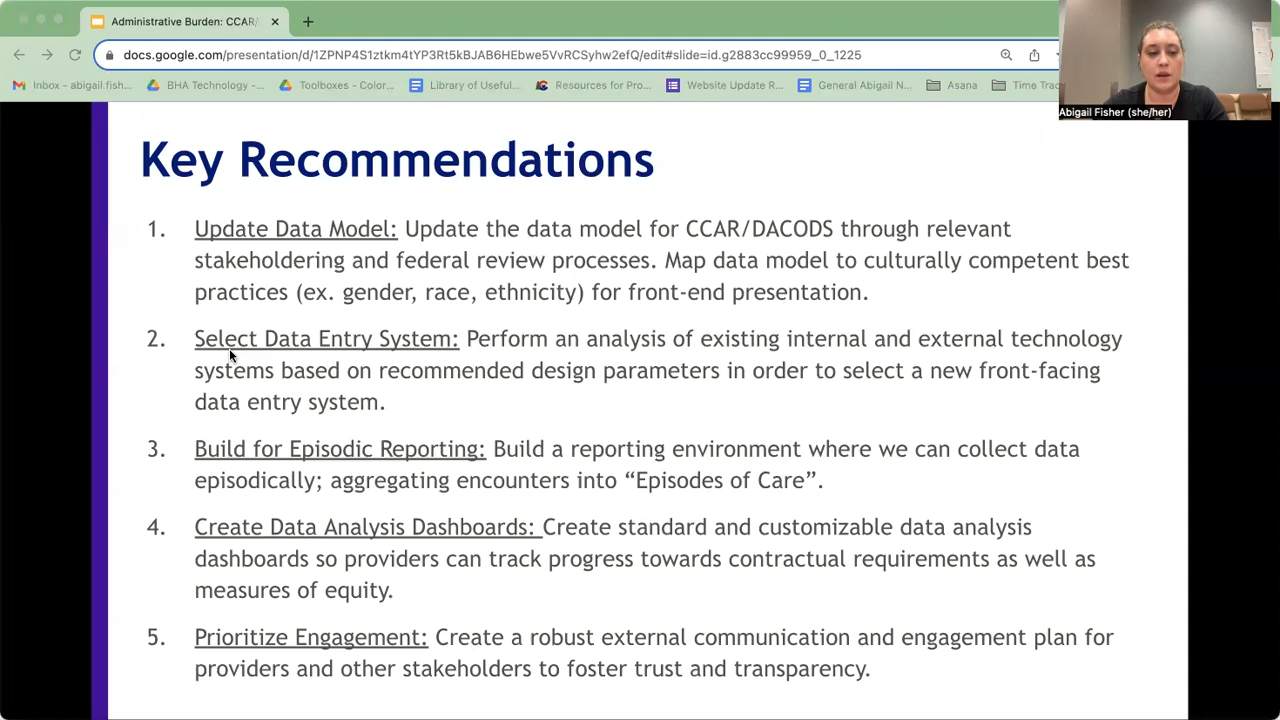 Administrative Burden: CCAR/
docs.google.com/presentation/d/1ZPNP4S1ztkm4tYP3Rt5kBJAB6HEbwe5VvRCSyhw2efQ/edit#slide=id.g2883cc99959_0_1225
Inbox - abigail.fish...
BHA Technology -...
Toolboxes - Color...
Library of Useful...
Resources for Pro...
Website Update R...
General Abigail N...
Asana
Time Trac
Abigail Fisher (she/her)
Key Recommendations
1. Update Data Model: Update the data model for CCAR/DACODS through relevant
stakeholdering and federal review processes. Map data model to culturally competent best
practices (ex. gender, race, ethnicity) for front-end presentation.
2. Select Data Entry System: Perform an analysis of existing internal and external technology
systems based on recommended design parameters in order to select a new front-facing
data entry system.
3. Build for Episodic Reporting: Build a reporting environment where we can collect data
episodically; aggregating encounters into “Episodes of Care”.
4. Create Data Analysis Dashboards: Create standard and customizable data analysis
dashboards so providers can track progress towards contractual requirements as well as
measures of equity.
5. Prioritize Engagement: Create a robust external communication and engagement plan for
providers and other stakeholders to foster trust and transparency.